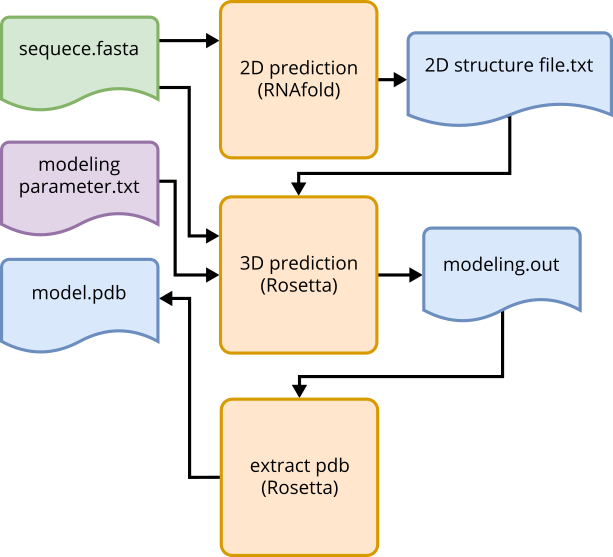 sequece.fasta
2D prediction
(RNAfold)
2D structure file.txt
modeling
parameter.txt
3D prediction
(Rosetta)
modeling.out
model.pdb
extract pdb
(Rosetta)